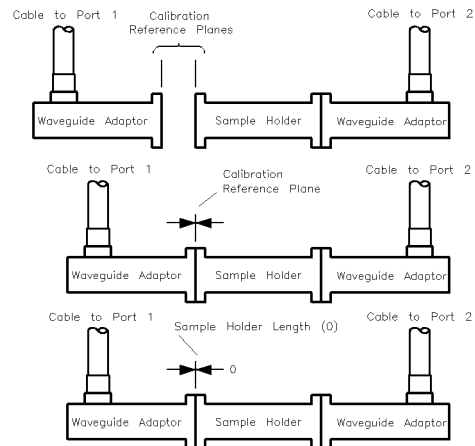 Cable to Port 1
Calibration
Reference Planes
Cable to Port 2
Waveguide Adaptor
Sample Holder
Waveguide Adaptor
Cable to Port 1
Calibration
Reference Plane
Cable to Port 2
Waveguide Adaptor
Sample Holder
Waveguide Adaptor
Cable to Port 1
Sample Holder Length (0)
Cable to Port 2
0
Waveguide Adaptor
Sample Holder
Waveguide Adaptor